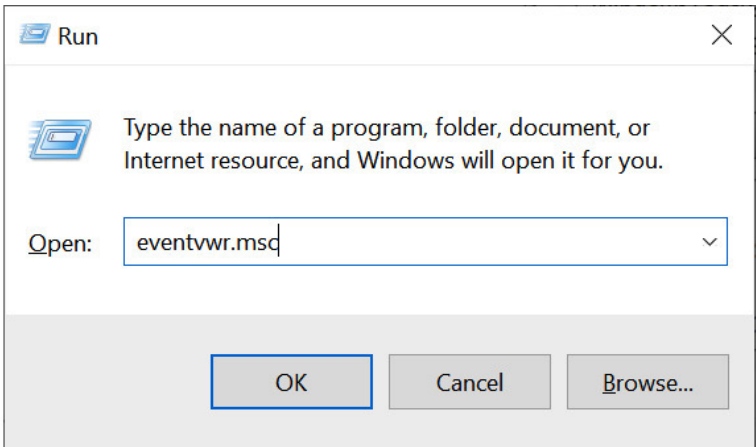 Run
Type the name of a program, folder, document, or
Internet resource, and Windows will open it for you.
Open: eventvwr.msc
OK Cancel Browse...